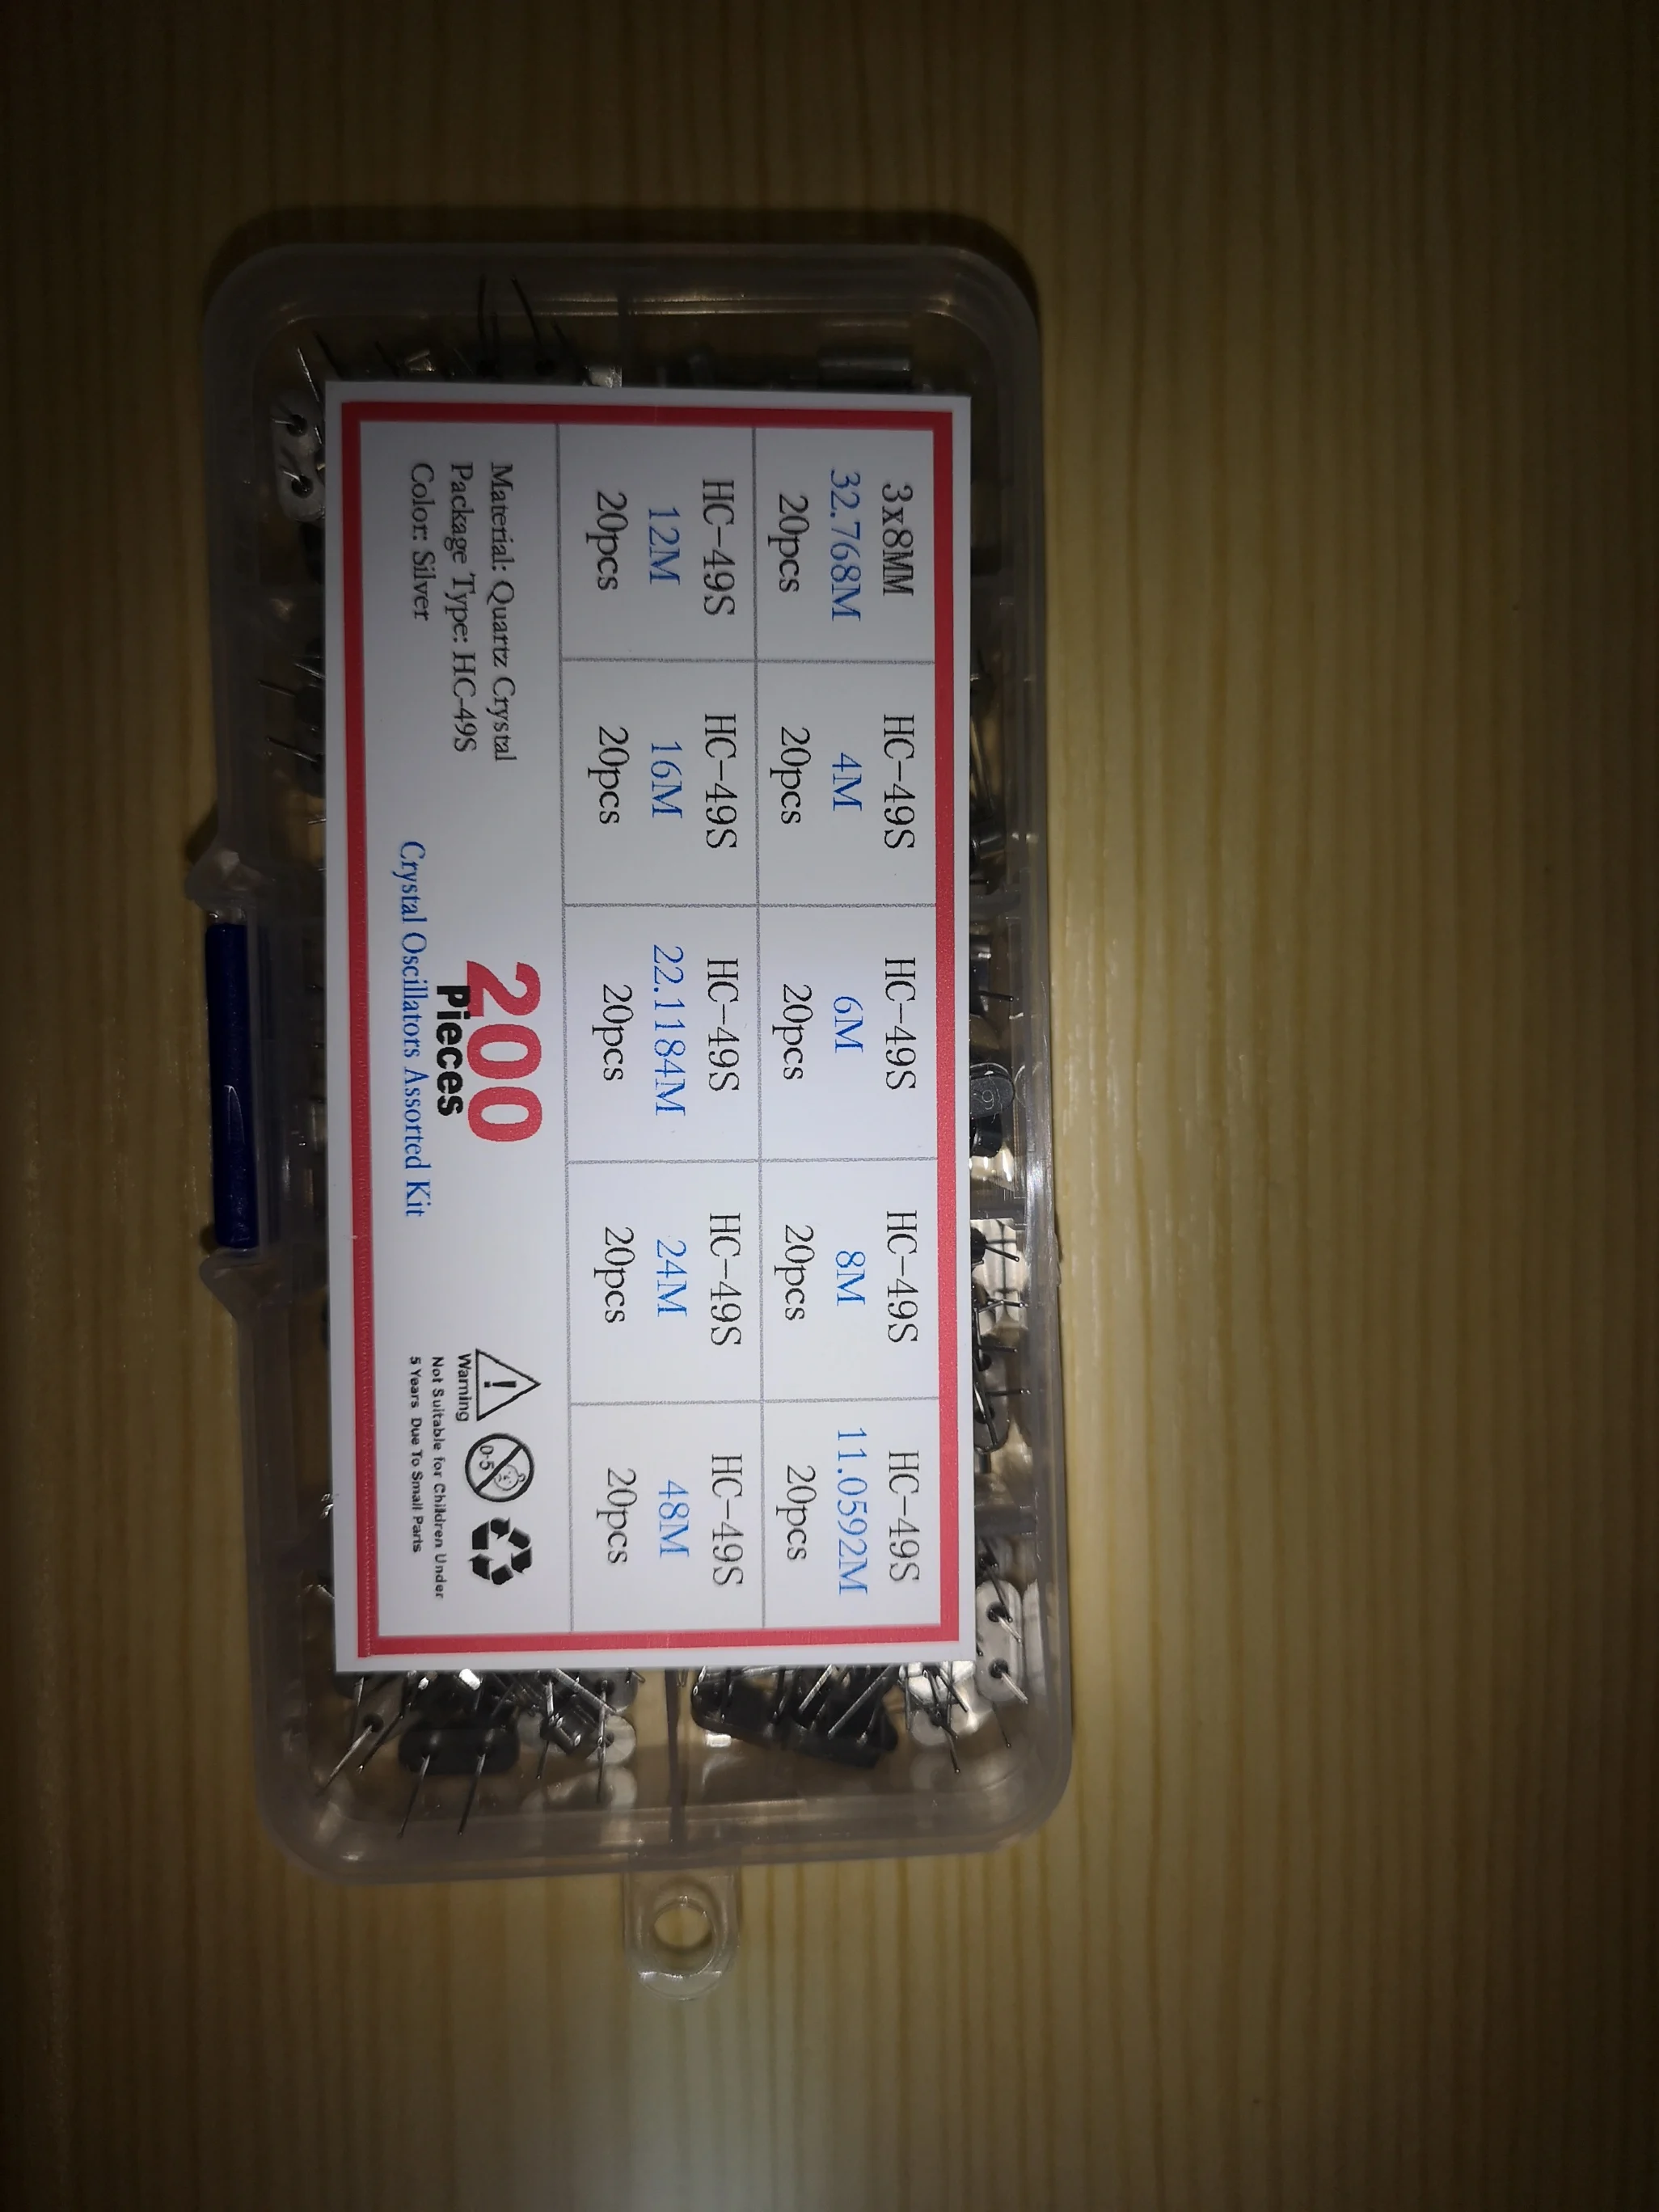 3x8MM
32.768M
20pcs
HC-49S
4M
20pcs
HC-49S
6M
20pcs
HC-49S
8M
20pcs
HC-49S
11.0592M
20pcs
HC-49S
12M
20pcs
HC-49S
16M
20pcs
HC-49S
22.1184M
20pcs
HC-49S
24M
20pcs
HC-49S
48M
20pcs
Material: Quartz Crystal
Package Type: HC-49S
Color: Silver
200
Pieces
Crystal Oscillators Assorted Kit
0-5
Warning
Not Suitable for Children Under
5 Years Due To Small Parts